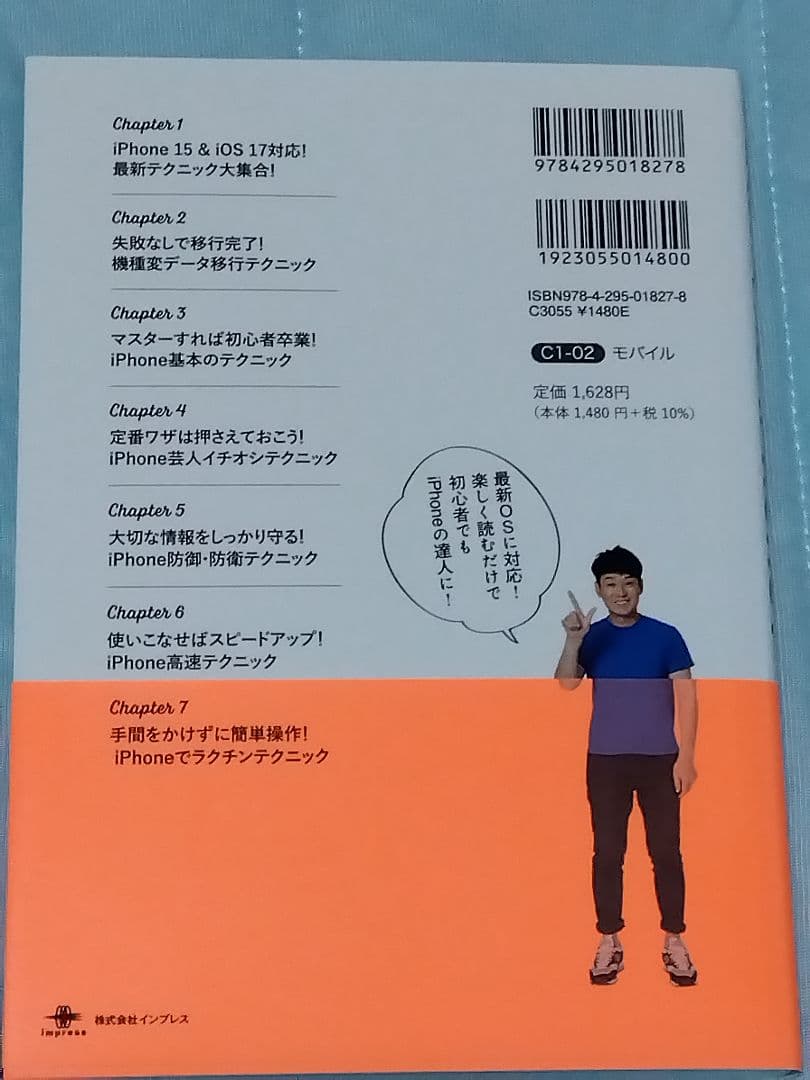 Chapter 1
iPhone 15 & iOS 17対応!
最新テクニック大集合!
Chapter 2
失敗なしで移行完了!
機種変データ移行テクニック
Chapter 3
マスターすれば初心者卒業!
iPhone基本のテクニック
Chapter 4
定番ワザは押さえておこう!
iPhone芸人イチオシテクニック
Chapter 5
大切な情報をしっかり守る!
iPhone防御・防衛テクニック
Chapter 6
使いこなせばスピードアップ!
iPhone高速テクニック
Chapter 7
手間をかけずに簡単操作!
iPhoneでラクチンテクニック
9784295018278
1923055014800
ISBN978-4-295-01827-8
C3055 ¥1480E
C1-02 モバイル
定価 1,628円
(本体 1,480 円+税 10%)
最新OSに対応!
楽しく読むだけで
初心者でも
iPhoneの達人に!
impress 株式会社インプレス